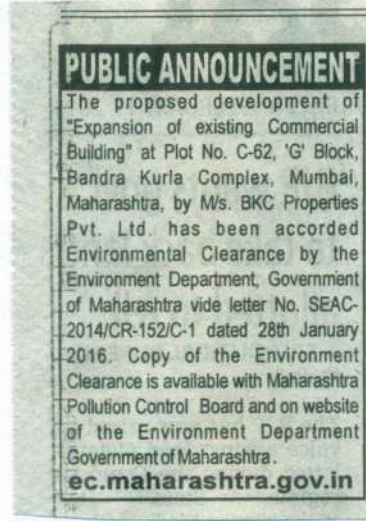 PUBLIC ANNOUNCEMENT
The proposed development of
"Expansion of existing Commercial
Building" at Plot No. C-62, 'G' Block,
Bandra Kurla Complex, Mumbai,
Maharashtra, by M/s. BKC Properties
Pvt. Ltd. has been accorded
Environmental Clearance by the
Environment Department, Government
of Maharashtra vide letter No. SEAC-
2014/CR-152/C-1 dated 28th January
2016. Copy of the Environment
Clearance is available with Maharashtra
Pollution Control Board and on website
of the Environment Department
Government of Maharashtra.
ec.maharashtra.gov.in